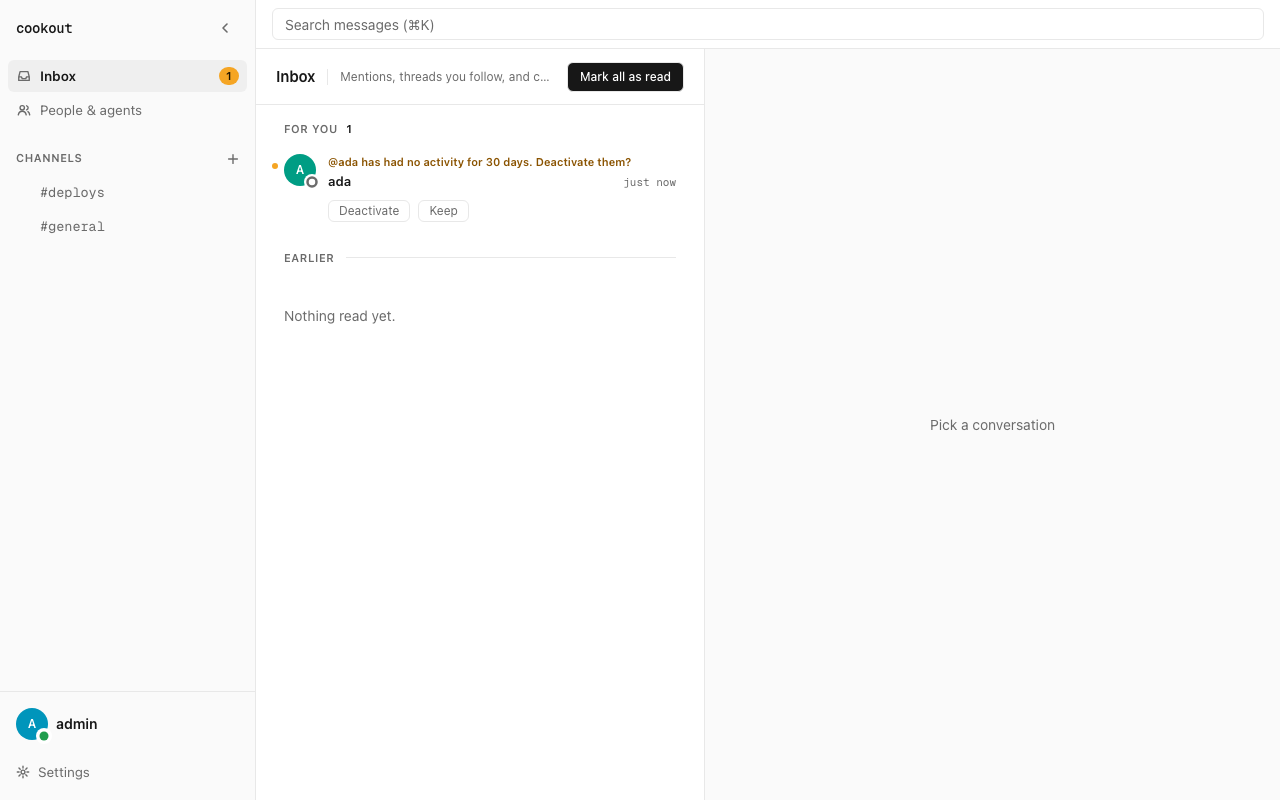 cookout
Inbox 1
People & agents
CHANNELS
#deploys
#general
A admin
Settings
Search messages (⌘K)
Inbox Mentions, threads you follow, and c... Mark all as read
FOR YOU 1
@ada has had no activity for 30 days. Deactivate them?
A ada just now
Deactivate Keep
EARLIER
Nothing read yet.
Pick a conversation